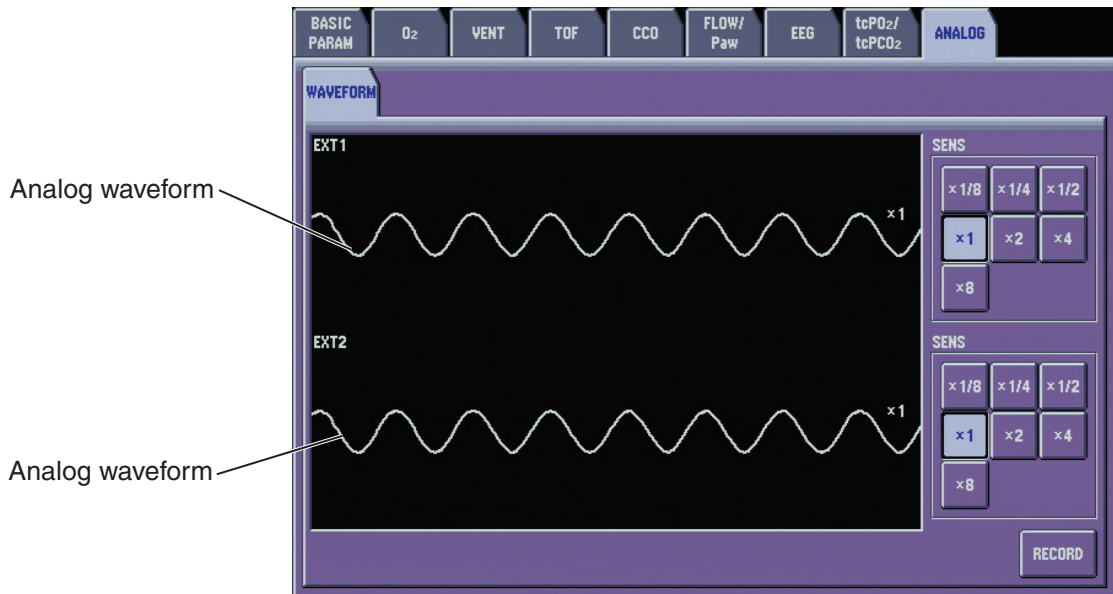 BASIC PARAM
O2
VENT
TOF
CCO
FLOW/ Paw
EEG
tcPO2/ tcPCO2
ANALOG
WAVEFORM
EXT1
×1
Analog waveform
SENS
×1/8 ×1/4 ×1/2
×1 ×2 ×4
×8
EXT2
×1
Analog waveform
SENS
×1/8 ×1/4 ×1/2
×1 ×2 ×4
×8
RECORD